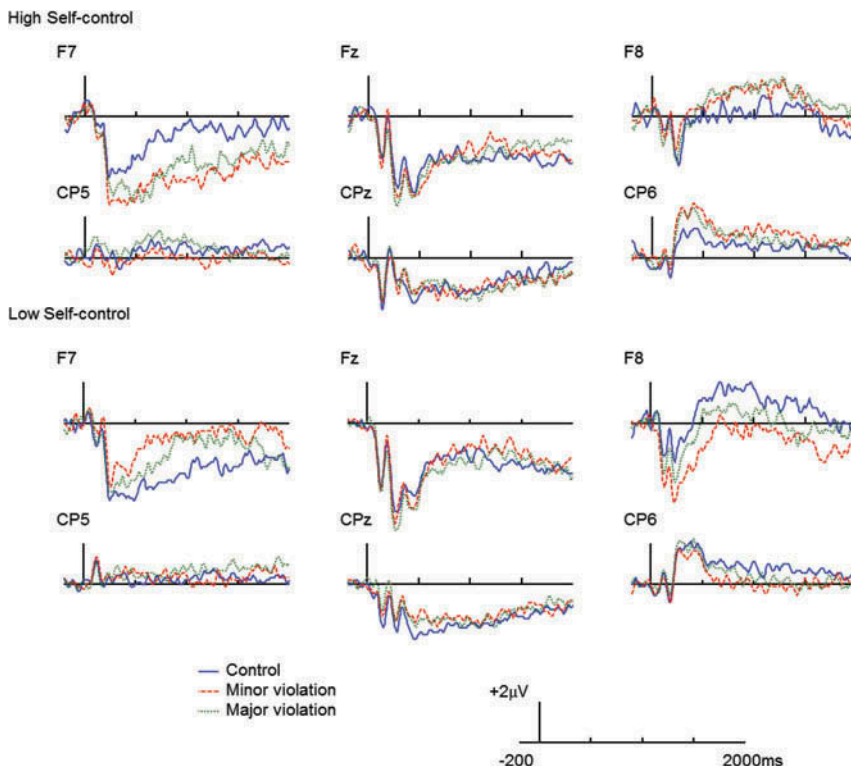 High Self-control
F7 Fz F8
CP5 CPz CP6
Low Self-control
F7 Fz F8
CP5 CPz CP6
Control
Minor violation
Major violation
+2μV
-200 2000ms